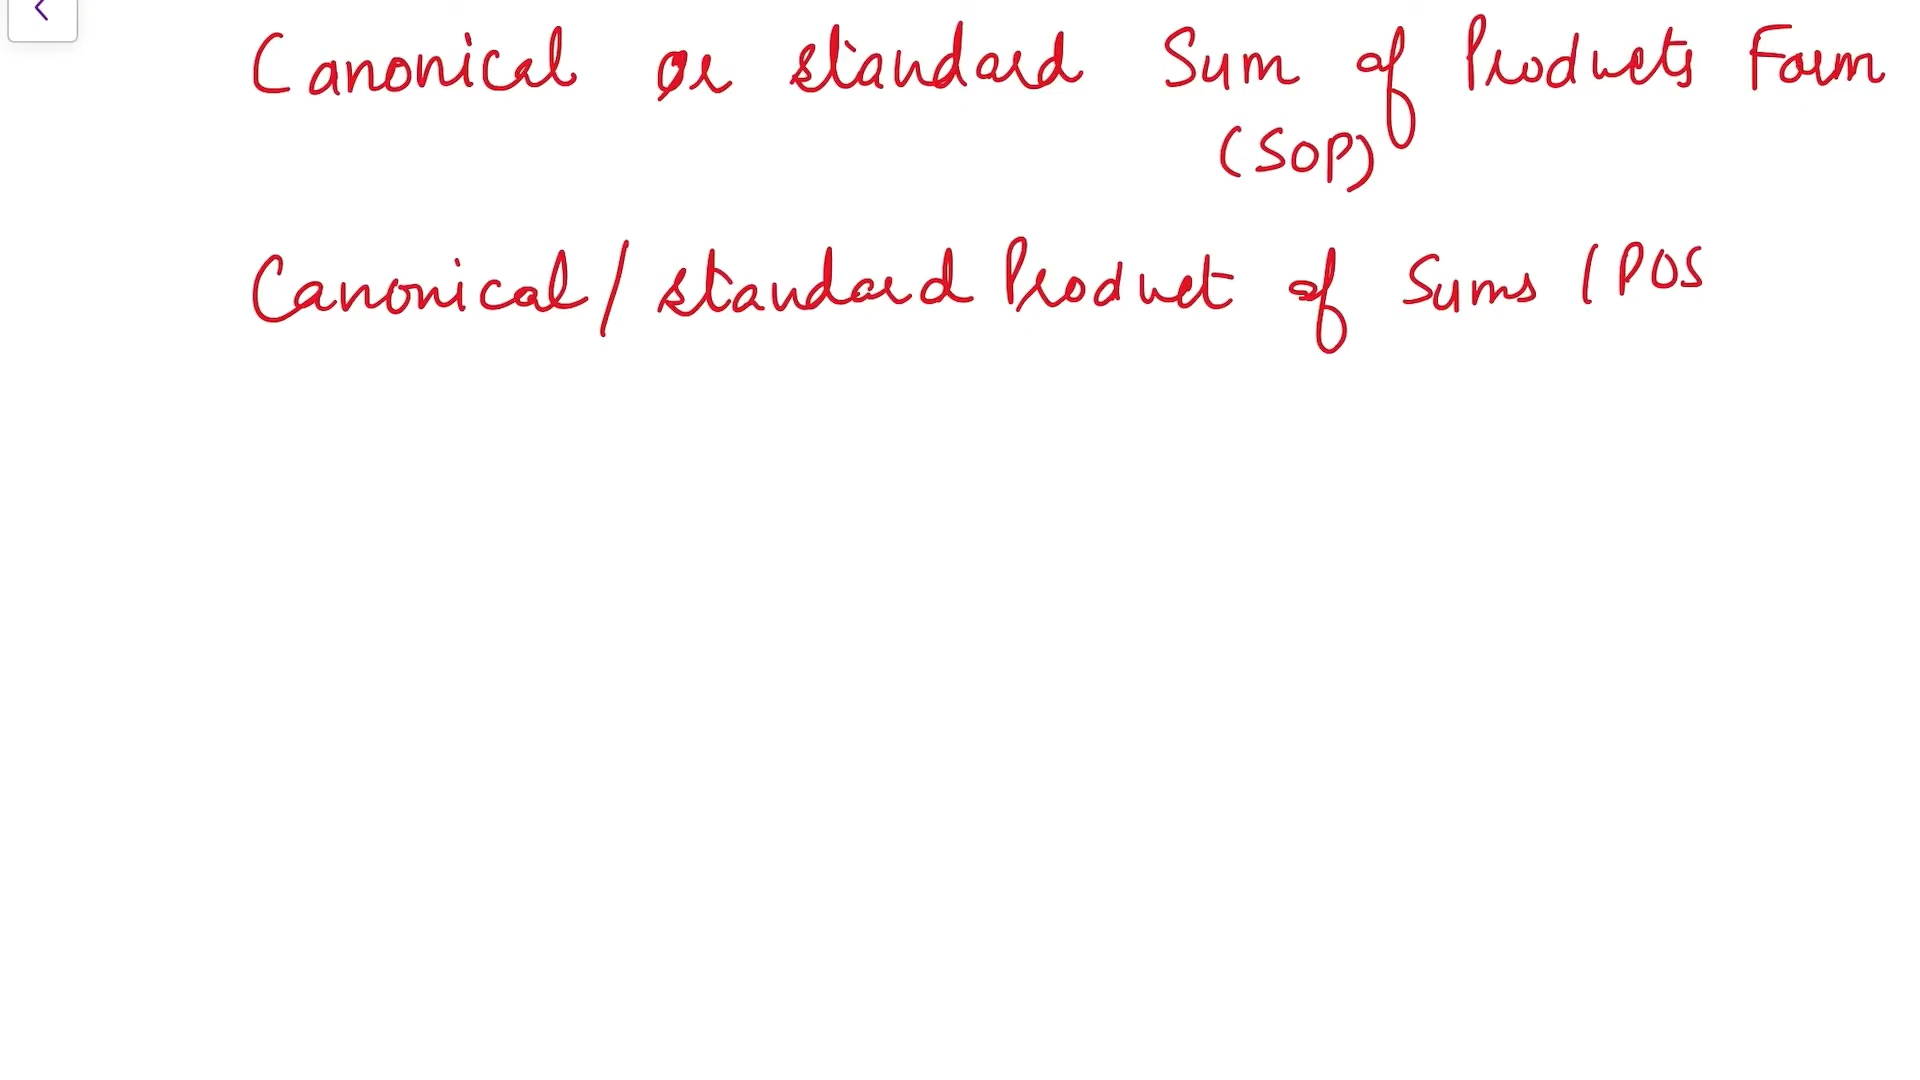 Canonical or standard Sum of Products Form
(SOP)
Canonical/standard Product of Sums (POS